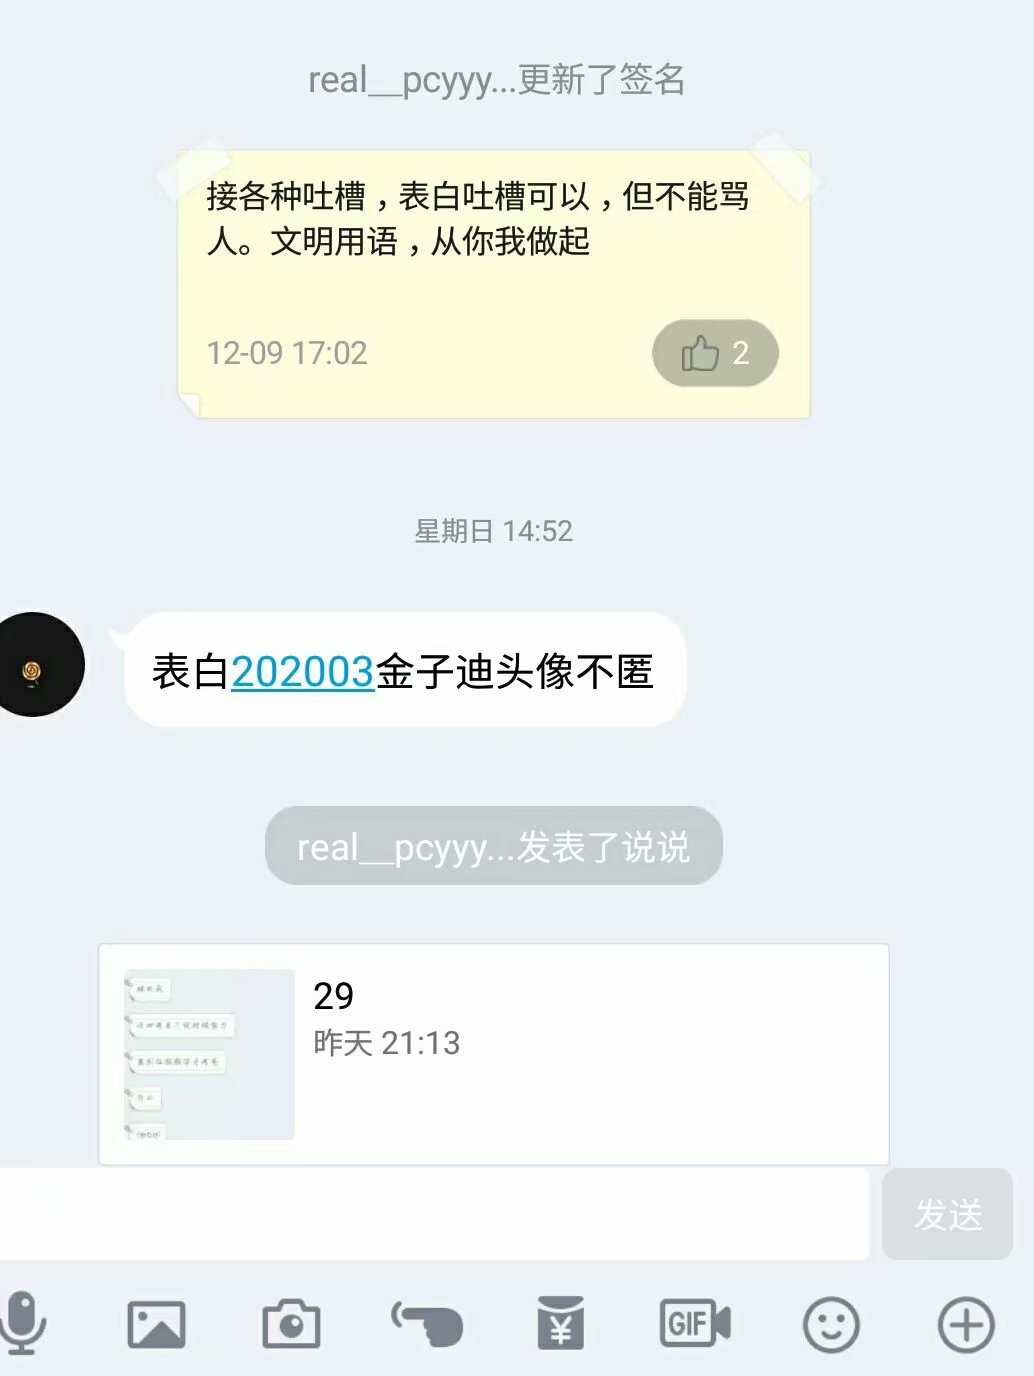 real__pcyyy...更新了签名
接各种吐槽，表白吐槽可以，但不能骂
人。文明用语，从你我做起
12-09 17:02
2
星期日 14:52
表白202003金子迪头像不匿
real__pcyyy...发表了说说
29
昨天 21:13
发送
GIF